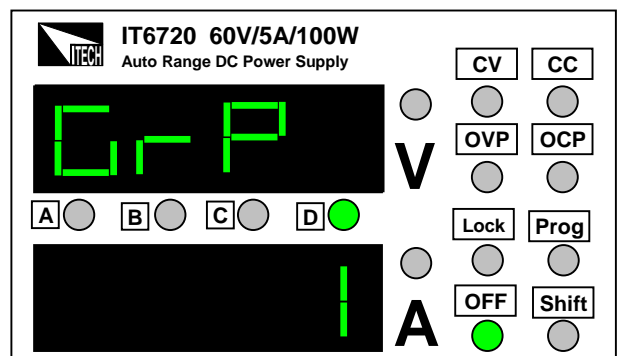 ITECH
IT6720 60V/5A/100W
Auto Range DC Power Supply
CV CC
GrP
V
OVP OCP
A B C D
Lock Prog
1
A
OFF Shift